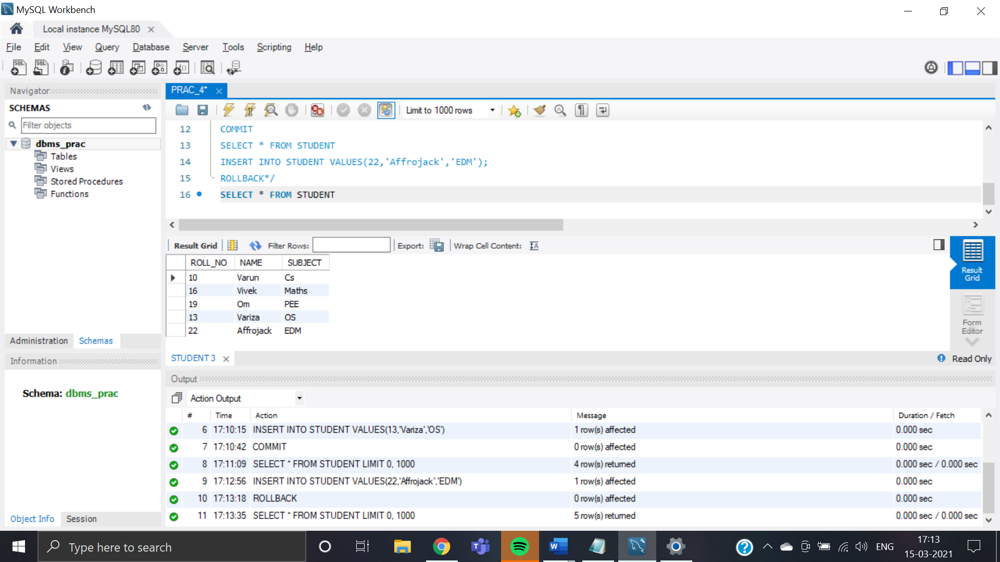 MySQL Workbench
Local instance MySQL80
File Edit View Query Database Server Tools Scripting Help
SQL SQL
Navigator
SCHEMAS
Filter objects
dbms_prac
Tables
Views
Stored Procedures
Functions
Administration Schemas
Information
Schema: dbms_prac
Object Info Session
PRAC_4*
Limit to 1000 rows
12 COMMIT
13 SELECT * FROM STUDENT
14 INSERT INTO STUDENT VALUES(22,'Affrojack','EDM');
15 ROLLBACK*/
16 SELECT * FROM STUDENT
Result Grid Filter Rows: Export: Wrap Cell Content:
ROLL_NO NAME SUBJECT
10 Varun Cs
16 Vivek Maths
19 Om PEE
13 Variza OS
22 Affrojack EDM
Result
Grid
Form
Editor
STUDENT 3
Read Only
Output
Action Output
# Time Action Message Duration / Fetch
6 17:10:15 INSERT INTO STUDENT VALUES(13,'Variza','OS') 1 row(s) affected 0.000 sec
7 17:10:42 COMMIT 0 row(s) affected 0.000 sec
8 17:11:09 SELECT * FROM STUDENT LIMIT 0, 1000 4 row(s) returned 0.000 sec / 0.000 sec
9 17:12:56 INSERT INTO STUDENT VALUES(22,'Affrojack','EDM') 1 row(s) affected 0.000 sec
10 17:13:18 ROLLBACK 0 row(s) affected 0.000 sec
11 17:13:35 SELECT * FROM STUDENT LIMIT 0, 1000 5 row(s) returned 0.000 sec / 0.000 sec
Type here to search
ENG
17:13
15-03-2021